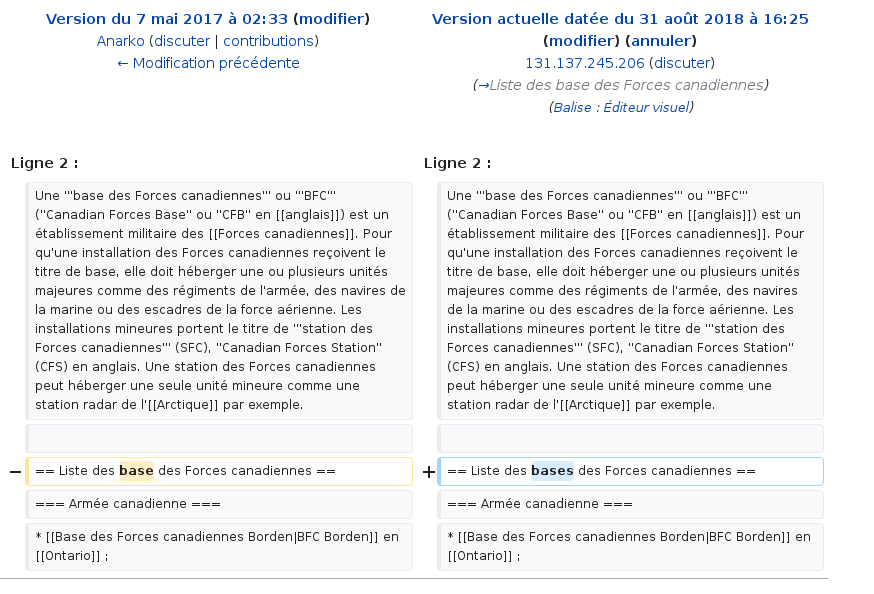 Version du 7 mai 2017 à 02:33 (modifier)
Anarko (discuter | contributions)
← Modification précédente
Version actuelle datée du 31 août 2018 à 16:25
(modifier) (annuler)
131.137.245.206 (discuter)
(→Liste des base des Forces canadiennes)
(Balise : Éditeur visuel)
Ligne 2 :
Ligne 2 :
Une '''base des Forces canadiennes''' ou '''BFC'''
(''Canadian Forces Base'' ou ''CFB'' en [[anglais]]) est un
établissement militaire des [[Forces canadiennes]]. Pour
qu'une installation des Forces canadiennes reçoivent le
titre de base, elle doit héberger une ou plusieurs unités
majeures comme des régiments de l'armée, des navires de
la marine ou des escadres de la force aérienne. Les
installations mineures portent le titre de '''station des
Forces canadiennes''' (SFC), ''Canadian Forces Station''
(CFS) en anglais. Une station des Forces canadiennes
peut héberger une seule unité mineure comme une
station radar de l'[[Arctique]] par exemple.
Une '''base des Forces canadiennes''' ou '''BFC'''
(''Canadian Forces Base'' ou ''CFB'' en [[anglais]]) est un
établissement militaire des [[Forces canadiennes]]. Pour
qu'une installation des Forces canadiennes reçoivent le
titre de base, elle doit héberger une ou plusieurs unités
majeures comme des régiments de l'armée, des navires
de la marine ou des escadres de la force aérienne. Les
installations mineures portent le titre de '''station des
Forces canadiennes''' (SFC), ''Canadian Forces Station''
(CFS) en anglais. Une station des Forces canadiennes
peut héberger une seule unité mineure comme une
station radar de l'[[Arctique]] par exemple.
− == Liste des base des Forces canadiennes ==
+ == Liste des bases des Forces canadiennes ==
=== Armée canadienne ===
=== Armée canadienne ===
* [[Base des Forces canadiennes Borden|BFC Borden]] en
[[Ontario]] ;
* [[Base des Forces canadiennes Borden|BFC Borden]] en
[[Ontario]] ;